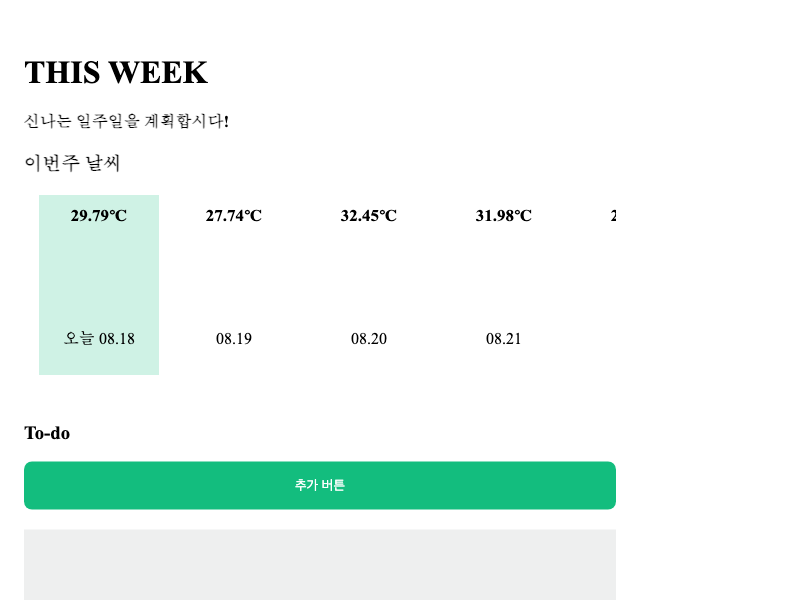 THIS WEEK
신나는 일주일을 계획합시다!
이번주 날씨
29.79℃ 27.74℃ 32.45℃ 31.98℃
오늘 08.18 08.19 08.20 08.21
To-do
추가 버튼